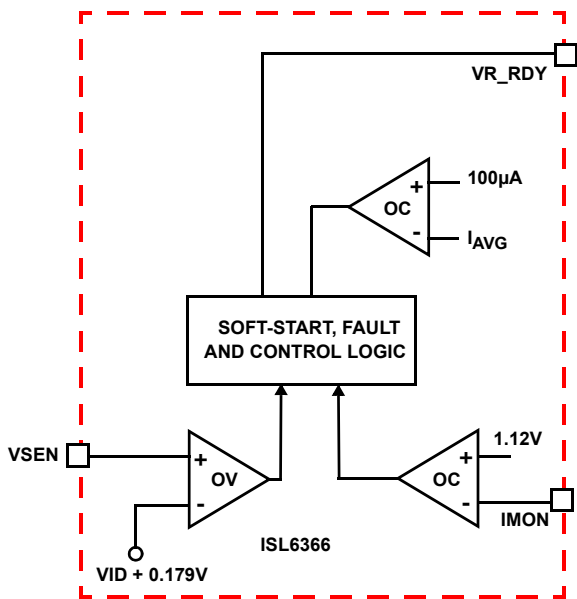 VR_RDY
+
100µA
OC
-
IAVG
SOFT-START, FAULT
AND CONTROL LOGIC
VSEN
+
OV
-
VID + 0.179V
1.12V
+
OC
-
IMON
ISL6366